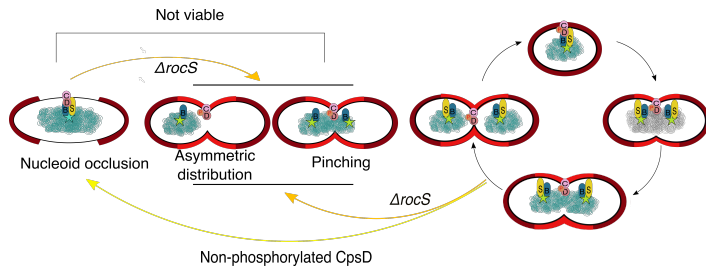 Not viable
ΔrocS
Nucleoid occlusion
Asymmetric
distribution
Pinching
ΔrocS
Non-phosphorylated CpsD
C
D
B
S
C
D
B
C
D
B
B
S
B
C
D
B
S
C
D
B
S
S
B
C
D
B
S
S
B
C
D
B
S